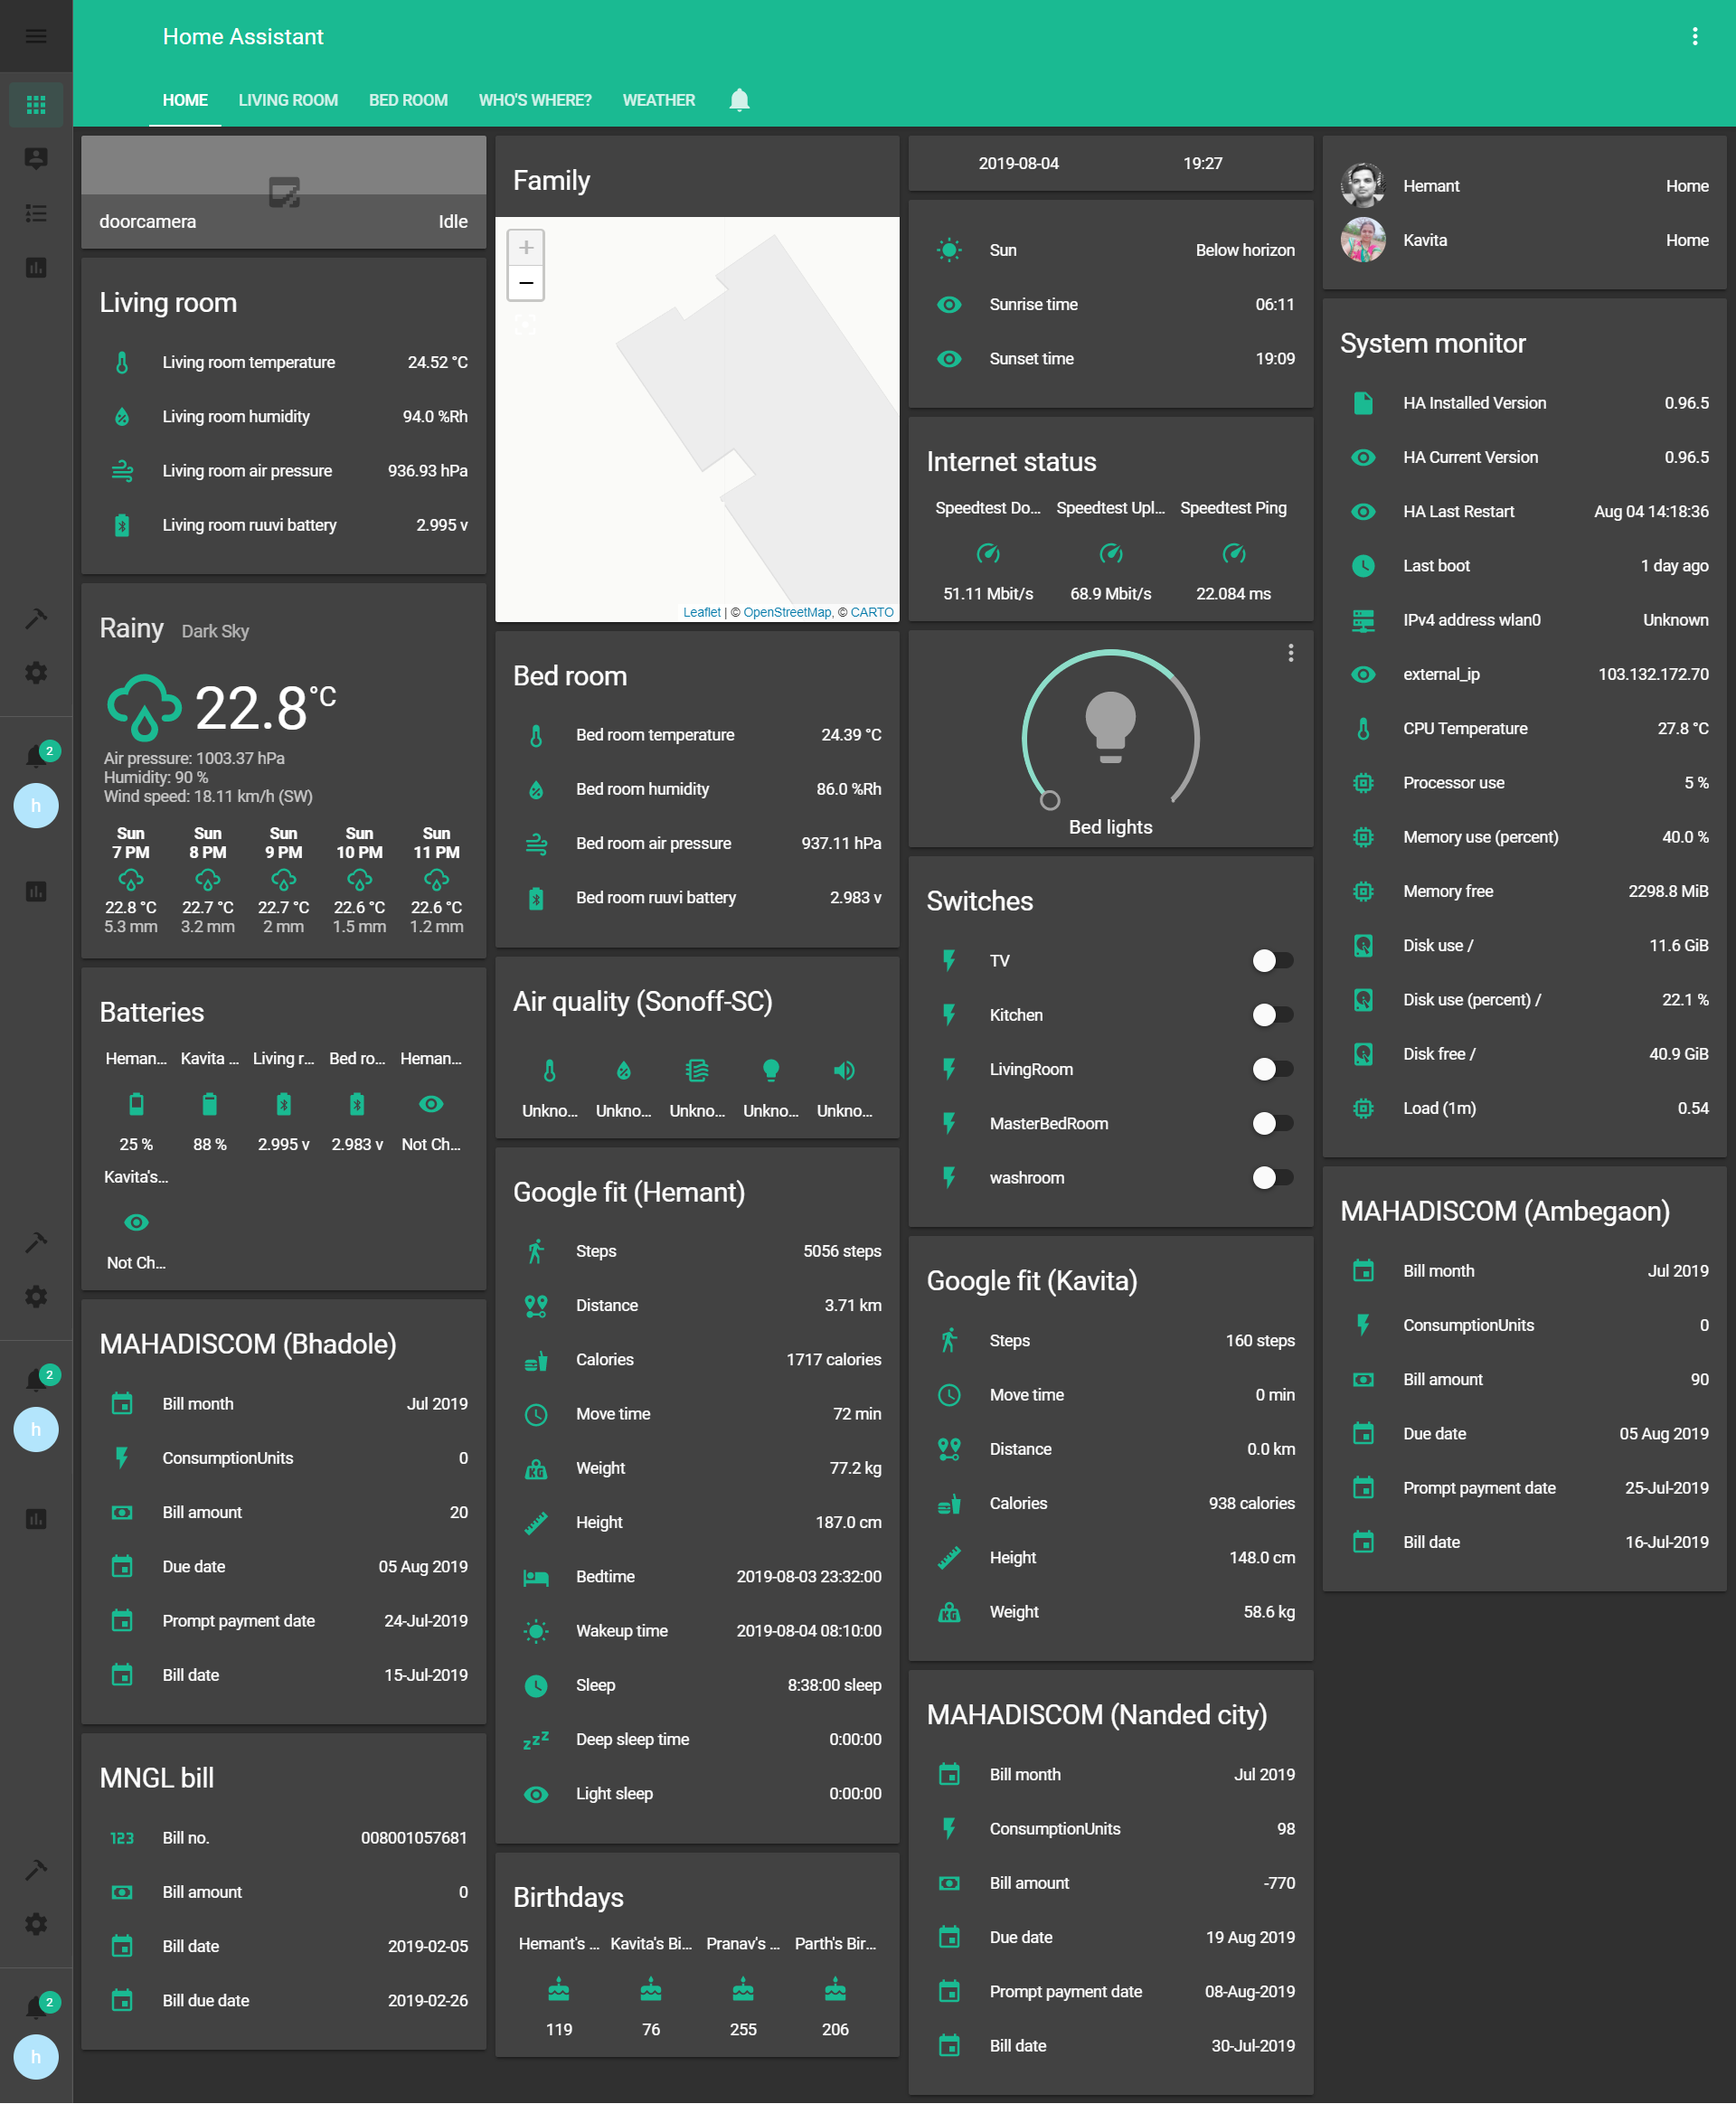 Home Assistant
HOME LIVING ROOM BED ROOM WHO'S WHERE? WEATHER
doorcamera Idle
Living room
Living room temperature 24.52 °C
Living room humidity 94.0 %Rh
Living room air pressure 936.93 hPa
Living room ruuvi battery 2.995 v
Rainy Dark Sky
22.8 °C
Air pressure: 1003.37 hPa
Humidity: 90 %
Wind speed: 18.11 km/h (SW)
Sun Sun Sun Sun Sun
7 PM 8 PM 9 PM 10 PM 11 PM
22.8 °C 22.7 °C 22.7 °C 22.6 °C 22.6 °C
5.3 mm 3.2 mm 2 mm 1.5 mm 1.2 mm
Batteries
Heman... Kavita ... Living r... Bed ro... Heman...
25 % 88 % 2.995 v 2.983 v Not Ch...
Kavita's...
Not Ch...
MAHADISCOM (Bhadole)
Bill month Jul 2019
ConsumptionUnits 0
Bill amount 20
Due date 05 Aug 2019
Prompt payment date 24-Jul-2019
Bill date 15-Jul-2019
MNGL bill
123 Bill no. 008001057681
Bill amount 0
Bill date 2019-02-05
Bill due date 2019-02-26
Family
+
−
Leaflet | © OpenStreetMap, © CARTO
Bed room
Bed room temperature 24.39 °C
Bed room humidity 86.0 %Rh
Bed room air pressure 937.11 hPa
Bed room ruuvi battery 2.983 v
Air quality (Sonoff-SC)
Unkno... Unkno... Unkno... Unkno... Unkno...
Google fit (Hemant)
Steps 5056 steps
Distance 3.71 km
Calories 1717 calories
Move time 72 min
KG Weight 77.2 kg
Height 187.0 cm
Bedtime 2019-08-03 23:32:00
Wakeup time 2019-08-04 08:10:00
Sleep 8:38:00 sleep
zzz Deep sleep time 0:00:00
Light sleep 0:00:00
Birthdays
Hemant's ... Kavita's Bi... Pranav's ... Parth's Bir...
119 76 255 206
2019-08-04 19:27
Sun Below horizon
Sunrise time 06:11
Sunset time 19:09
Internet status
Speedtest Do... Speedtest Upl... Speedtest Ping
51.11 Mbit/s 68.9 Mbit/s 22.084 ms
Bed lights
Switches
TV
Kitchen
LivingRoom
MasterBedRoom
washroom
Google fit (Kavita)
Steps 160 steps
Move time 0 min
Distance 0.0 km
Calories 938 calories
Height 148.0 cm
KG Weight 58.6 kg
MAHADISCOM (Nanded city)
Bill month Jul 2019
ConsumptionUnits 98
Bill amount -770
Due date 19 Aug 2019
Prompt payment date 08-Aug-2019
Bill date 30-Jul-2019
Hemant Home
Kavita Home
System monitor
HA Installed Version 0.96.5
HA Current Version 0.96.5
HA Last Restart Aug 04 14:18:36
Last boot 1 day ago
IPv4 address wlan0 Unknown
external_ip 103.132.172.70
CPU Temperature 27.8 °C
Processor use 5 %
Memory use (percent) 40.0 %
Memory free 2298.8 MiB
Disk use / 11.6 GiB
Disk use (percent) / 22.1 %
Disk free / 40.9 GiB
Load (1m) 0.54
MAHADISCOM (Ambegaon)
Bill month Jul 2019
ConsumptionUnits 0
Bill amount 90
Due date 05 Aug 2019
Prompt payment date 25-Jul-2019
Bill date 16-Jul-2019
2
h
2
h
2
h